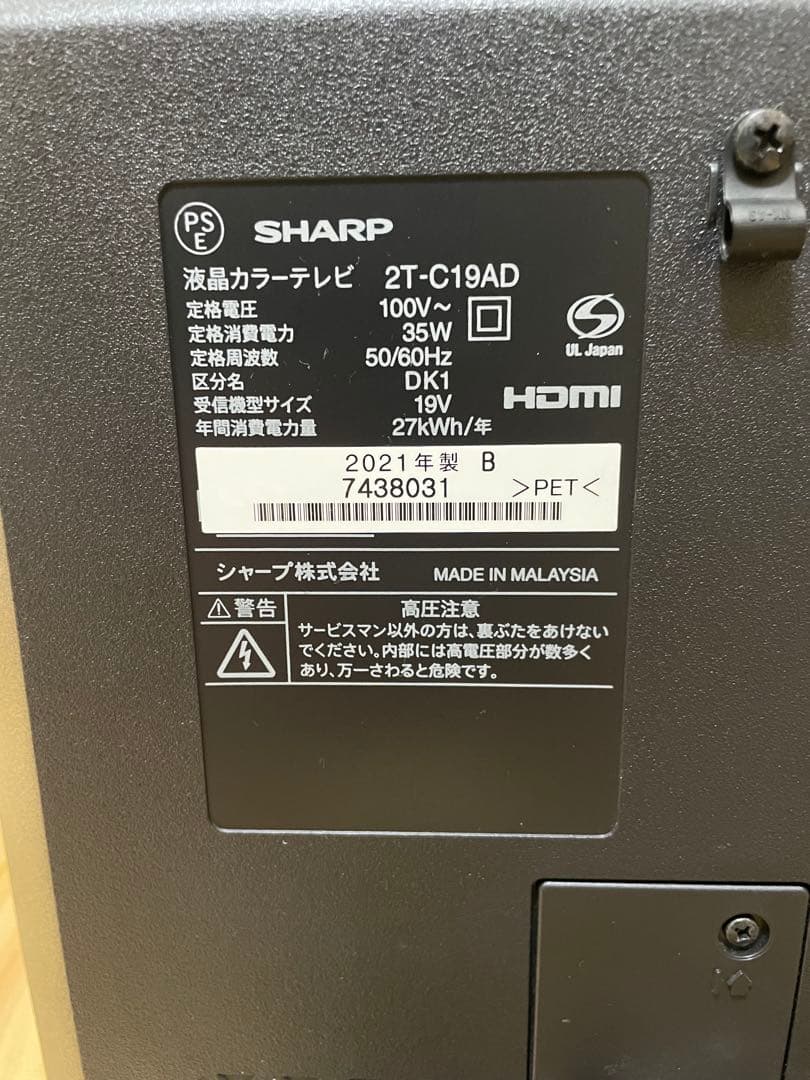 PS
E
SHARP
液晶カラーテレビ 2T-C19AD
定格電圧 100V～
定格消費電力 35W
定格周波数 50/60Hz
区分名 DK1
受信機型サイズ 19V
年間消費電力量 27kWh/年
UL Japan
HDMI
2021年製 B
7438031 >PET<
シャープ株式会社 MADE IN MALAYSIA
⚠警告 高圧注意
サービスマン以外の方は、裏ぶたをあけない
でください。内部には高電圧部分が数多く
あり、万一さわると危険です。